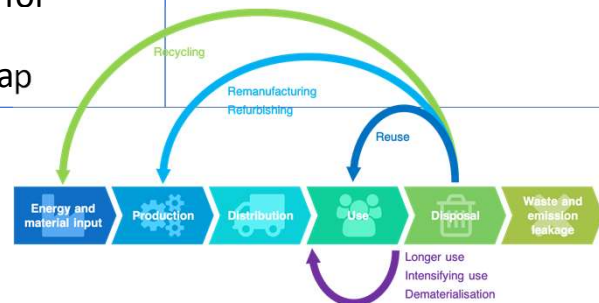 for
ap
Recycling
Remanufacturing
Refurbishing
Reuse
Energy and
material input
Production
Distribution
Use
Disposal
Waste and
emission
leakage
Longer use
Intensifying use
Dematerialisation